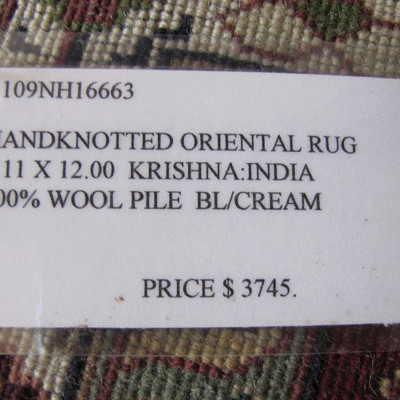 109NH16663
HANDKNOTTED ORIENTAL RUG
11 X 12.00 KRISHNA:INDIA
00% WOOL PILE BL/CREAM
PRICE $ 3745.